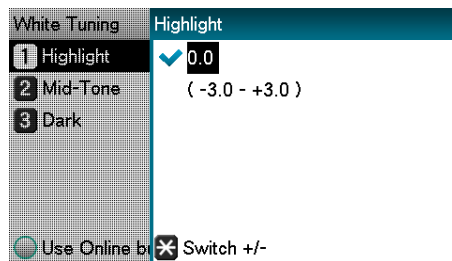 White Tuning
Highlight
1 Highlight
0.0
2 Mid-Tone
( -3.0 - +3.0 )
3 Dark
Use Online
Switch +/-